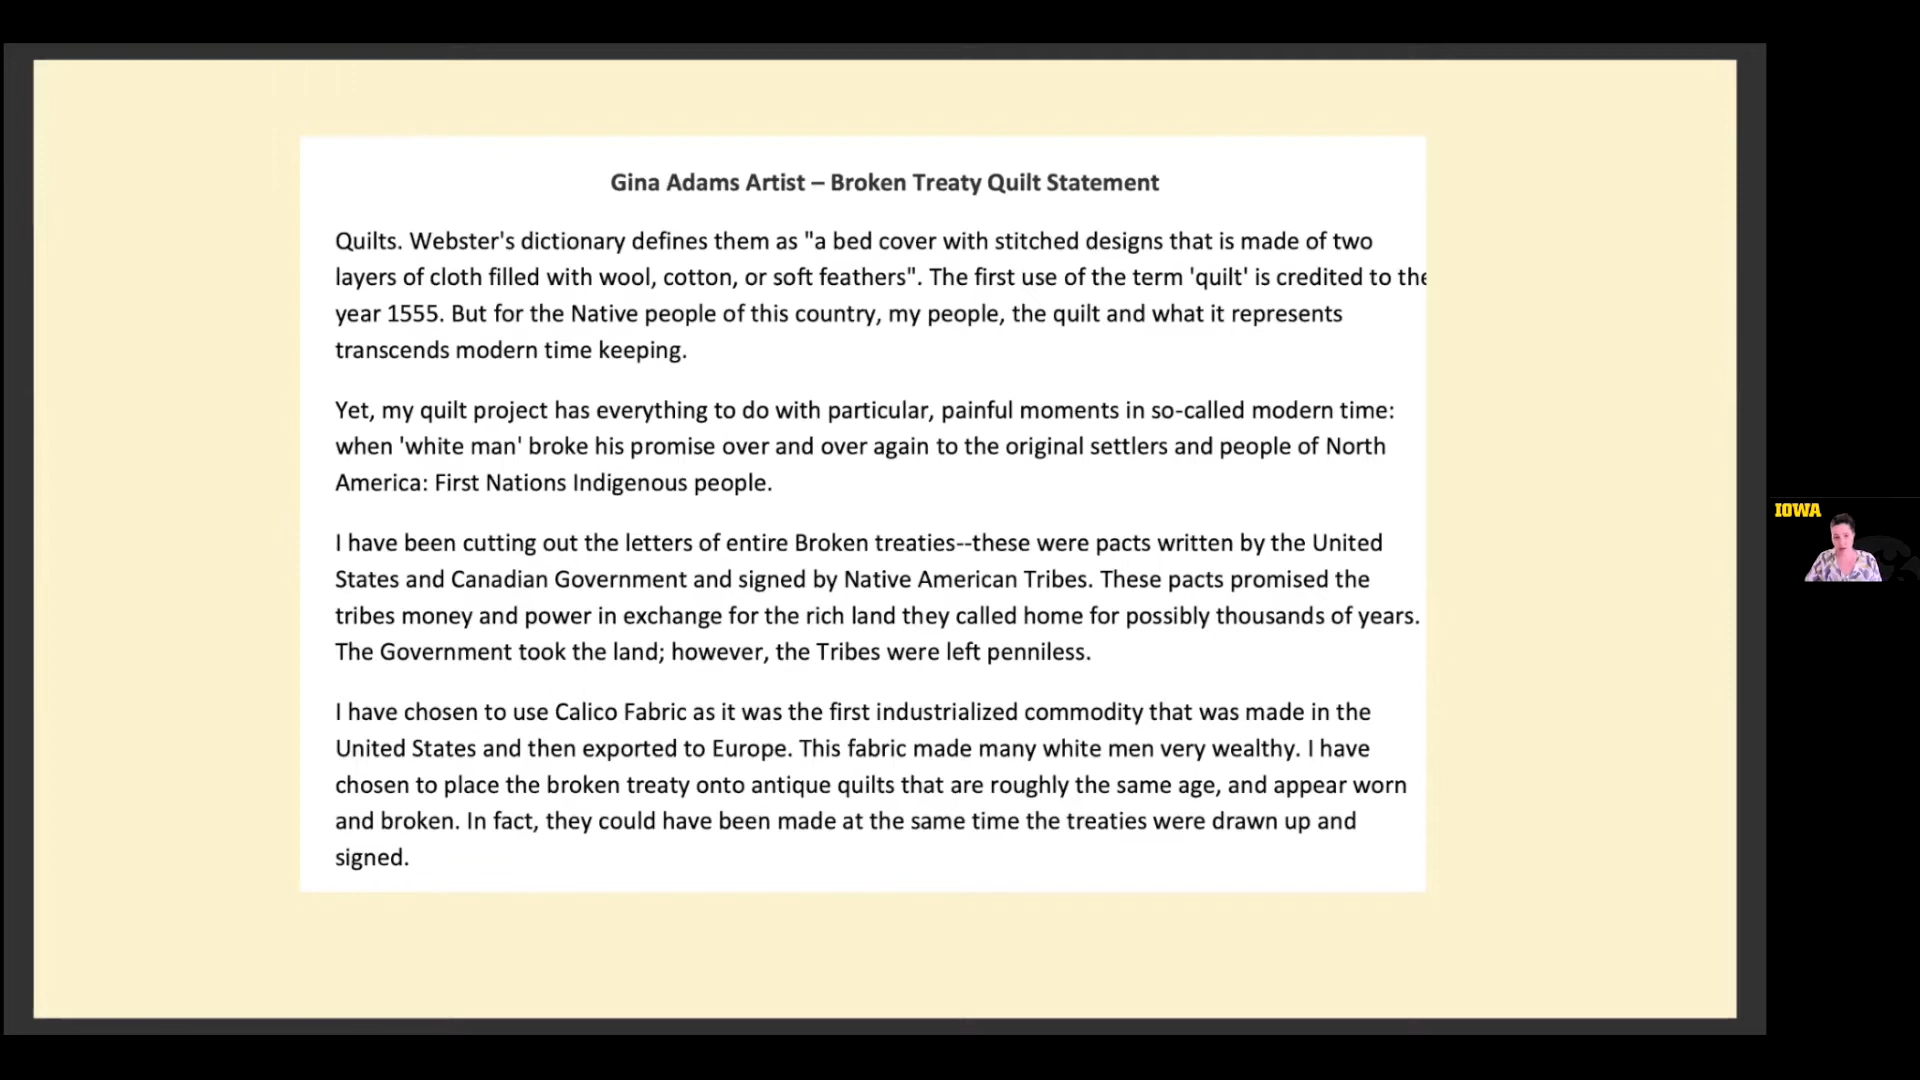 Gina Adams Artist – Broken Treaty Quilt Statement
Quilts. Webster's dictionary defines them as "a bed cover with stitched designs that is made of two
layers of cloth filled with wool, cotton, or soft feathers". The first use of the term 'quilt' is credited to the
year 1555. But for the Native people of this country, my people, the quilt and what it represents
transcends modern time keeping.
Yet, my quilt project has everything to do with particular, painful moments in so-called modern time:
when 'white man' broke his promise over and over again to the original settlers and people of North
America: First Nations Indigenous people.
I have been cutting out the letters of entire Broken treaties--these were pacts written by the United
States and Canadian Government and signed by Native American Tribes. These pacts promised the
tribes money and power in exchange for the rich land they called home for possibly thousands of years.
The Government took the land; however, the Tribes were left penniless.
I have chosen to use Calico Fabric as it was the first industrialized commodity that was made in the
United States and then exported to Europe. This fabric made many white men very wealthy. I have
chosen to place the broken treaty onto antique quilts that are roughly the same age, and appear worn
and broken. In fact, they could have been made at the same time the treaties were drawn up and
signed.
IOWA